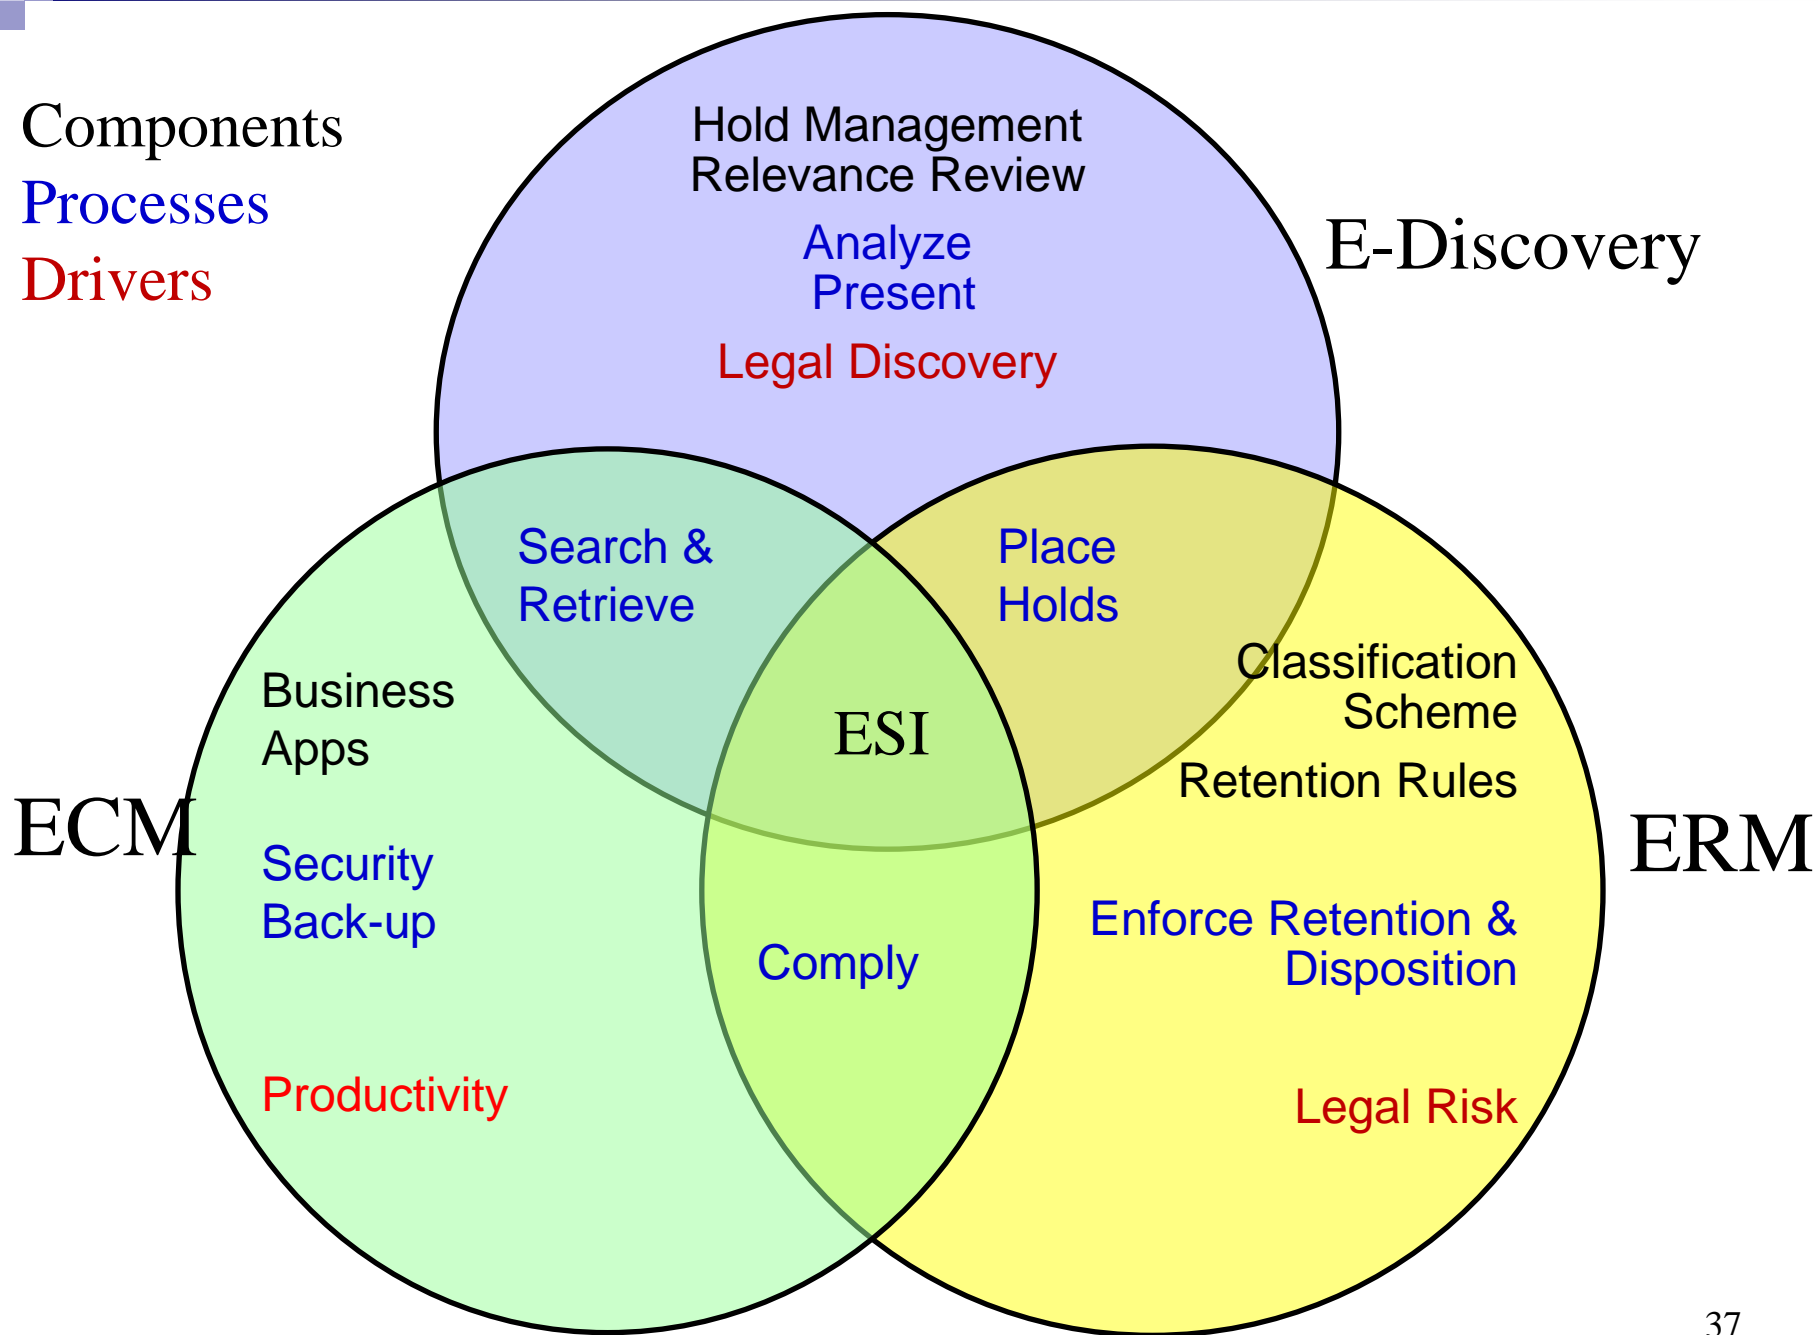 Components
Processes
Drivers
Hold Management
Relevance Review
Analyze
Present
Legal Discovery
E-Discovery
Search &
Retrieve
Place
Holds
Business
Apps
ESI
Classification
Scheme
Retention Rules
ECM
ERM
Security
Back-up
Comply
Enforce Retention &
Disposition
Productivity
Legal Risk
37